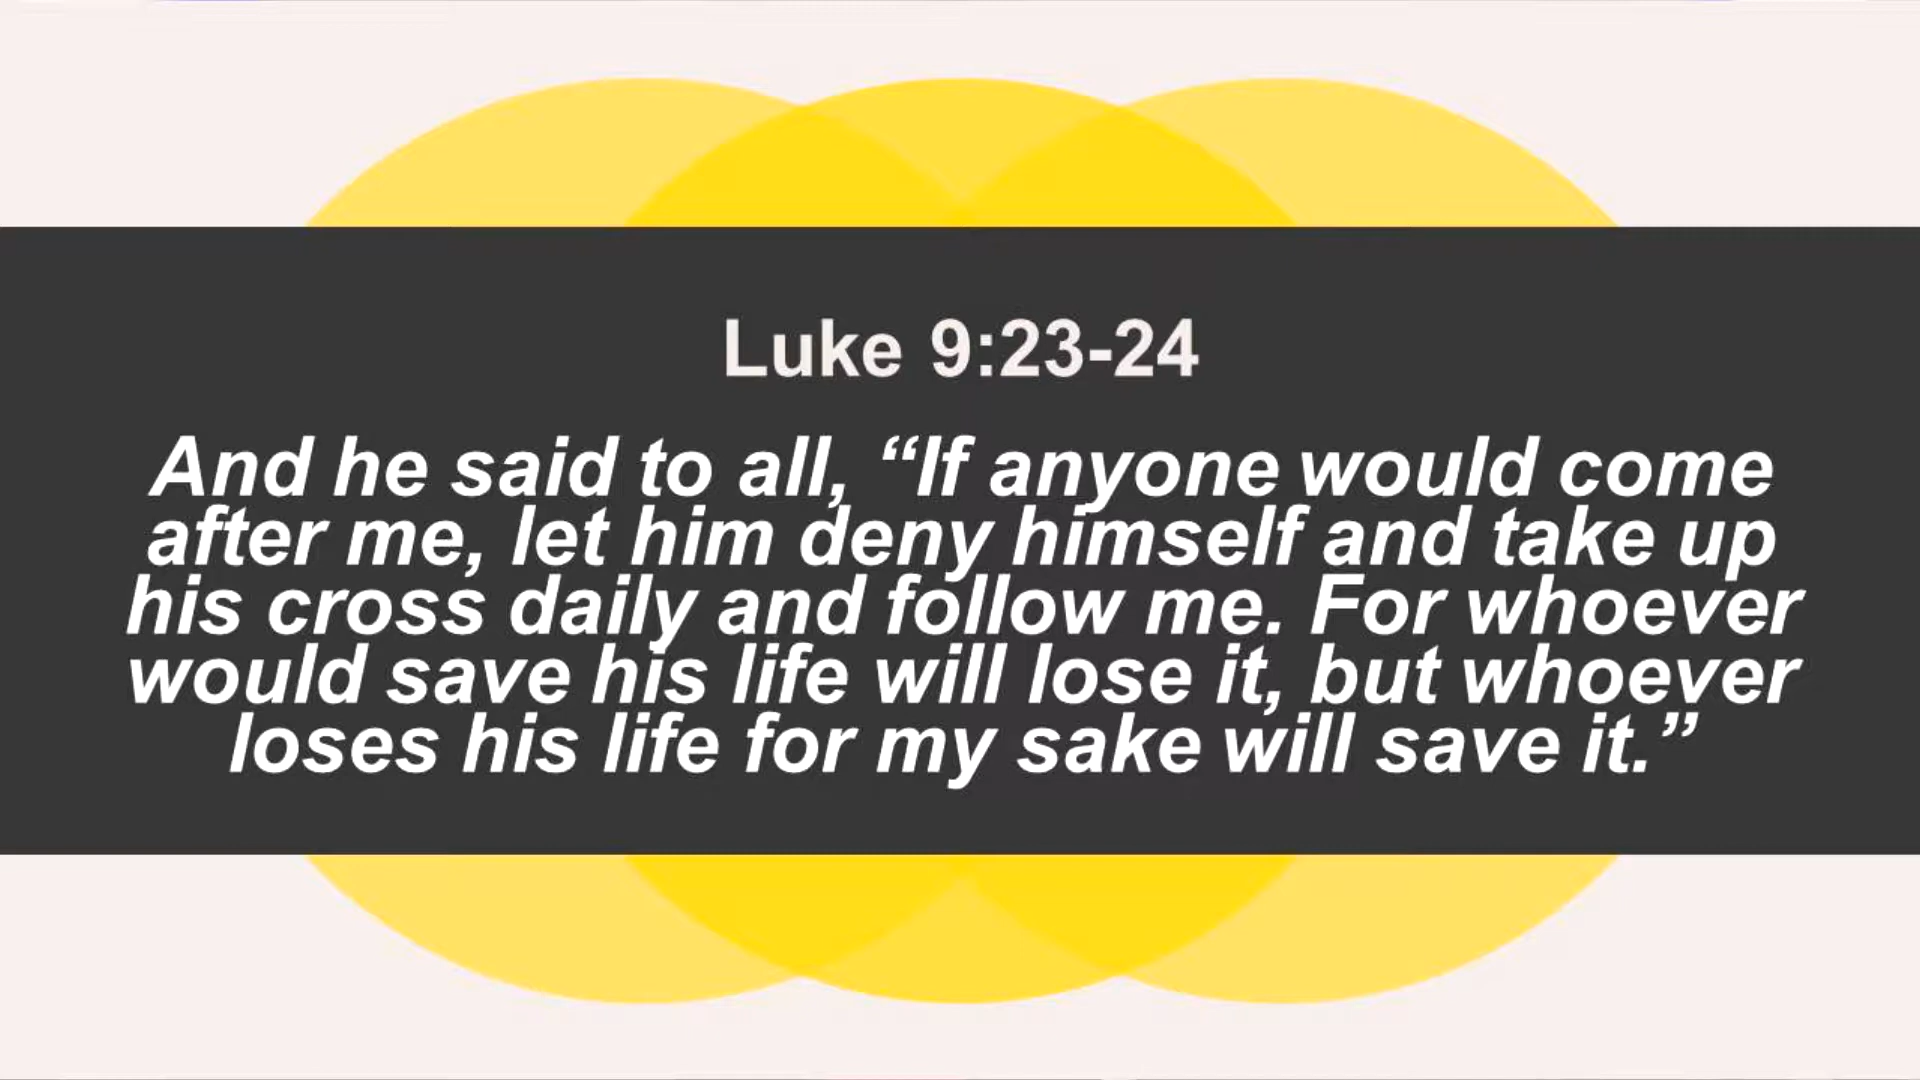 Luke 9:23-24
And he said to all, “If anyone would come
after me, let him deny himself and take up
his cross daily and follow me. For whoever
would save his life will lose it, but whoever
loses his life for my sake will save it.”